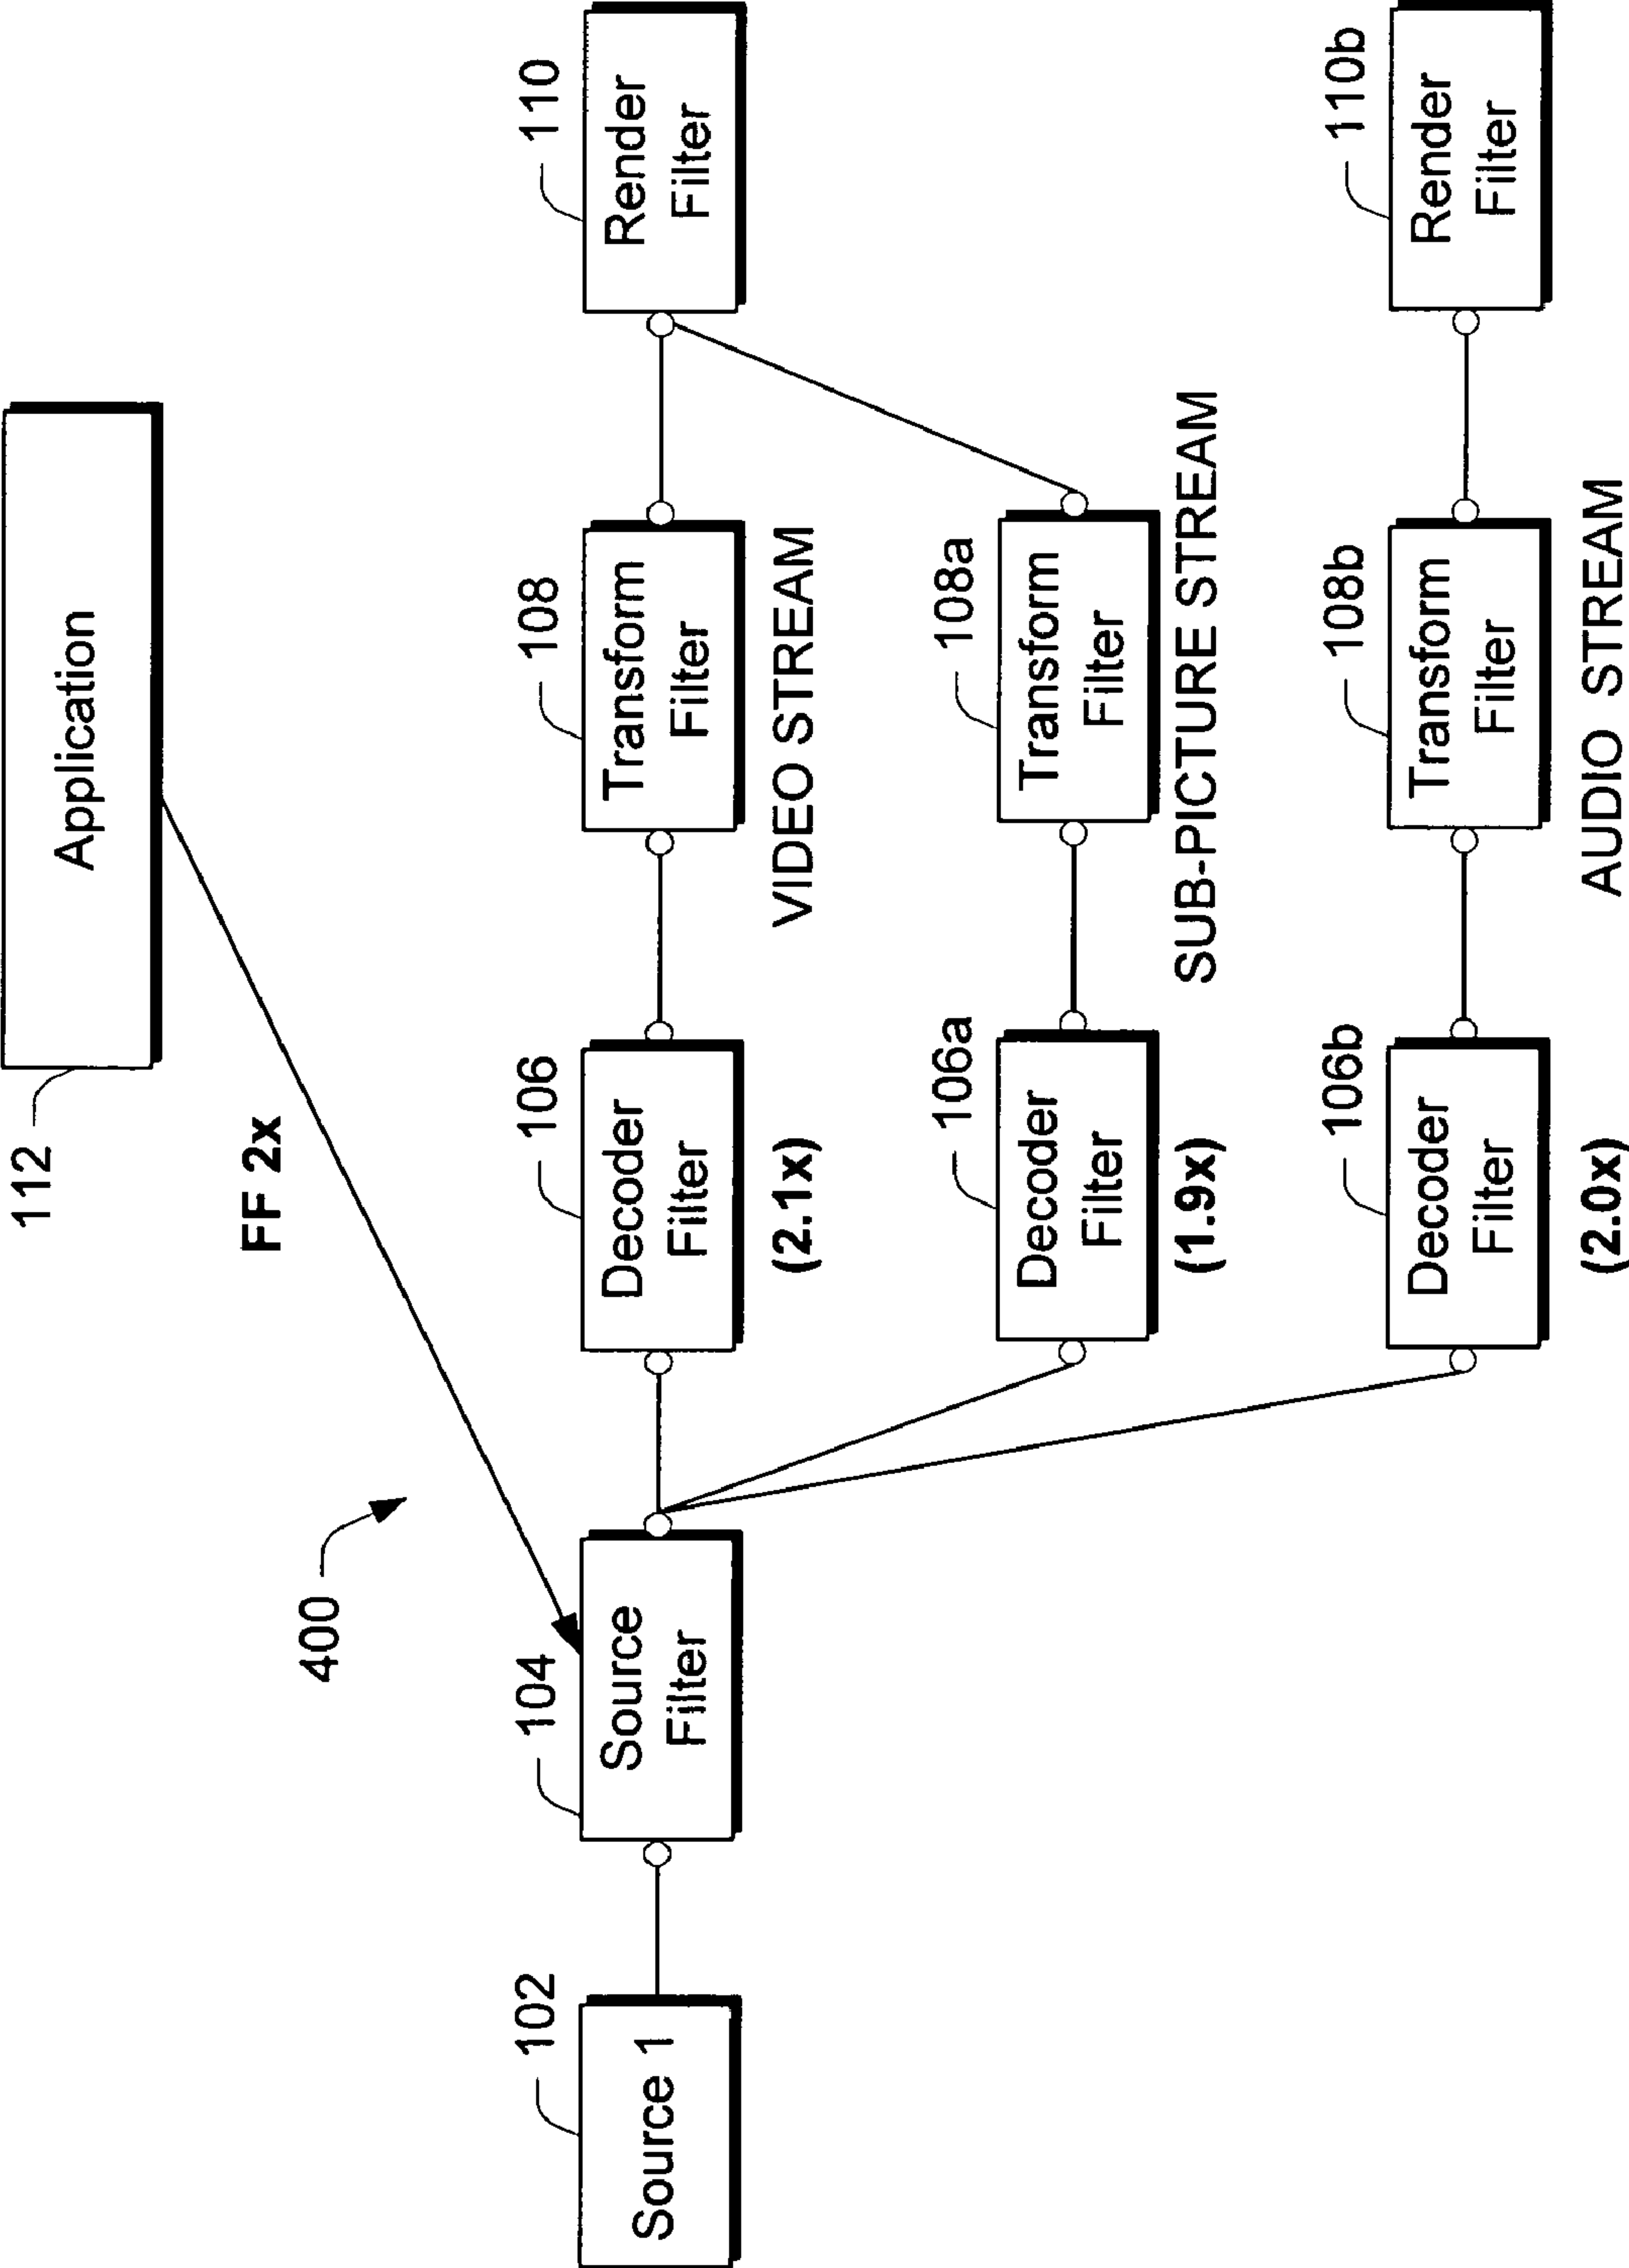 112
Application
FF 2x
400
102
Source 1
104
Source
Filter
106
Decoder
Filter
(2.1x)
108
Transform
Filter
VIDEO STREAM
110
Render
Filter
106a
Decoder
Filter
(1.9x)
108a
Transform
Filter
SUB-PICTURE STREAM
106b
Decoder
Filter
(2.0x)
108b
Transform
Filter
AUDIO STREAM
110b
Render
Filter